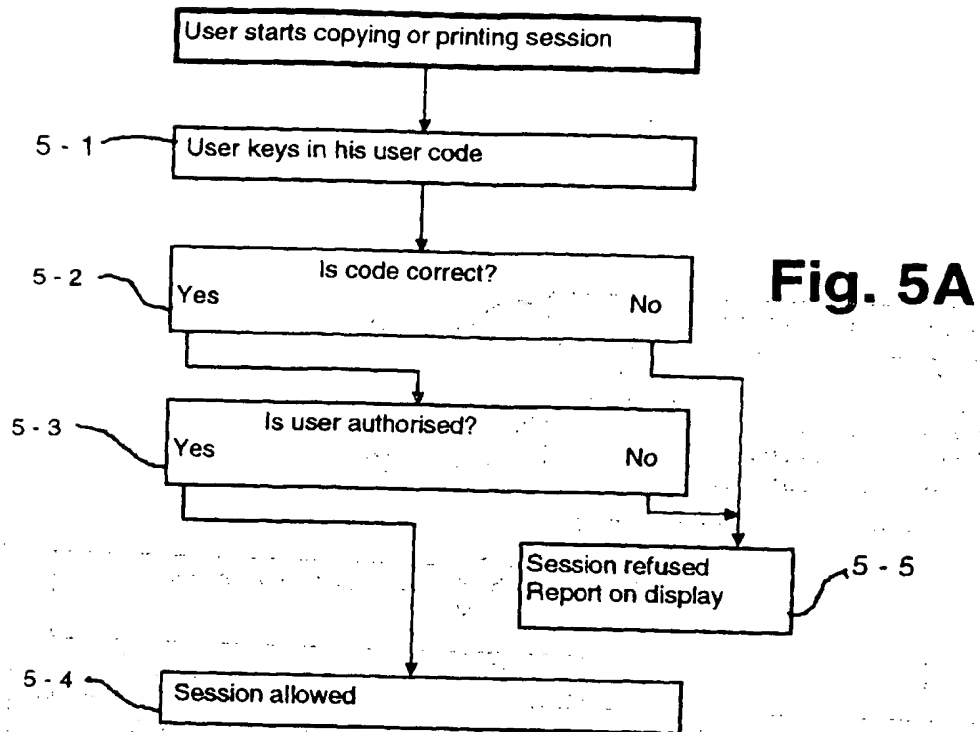 User starts copying or printing session
5 - 1
User keys in his user code
5 - 2
Is code correct?
Yes
No
Fig. 5A
5 - 3
Is user authorised?
Yes
No
Session refused
Report on display
5 - 5
5 - 4
Session allowed